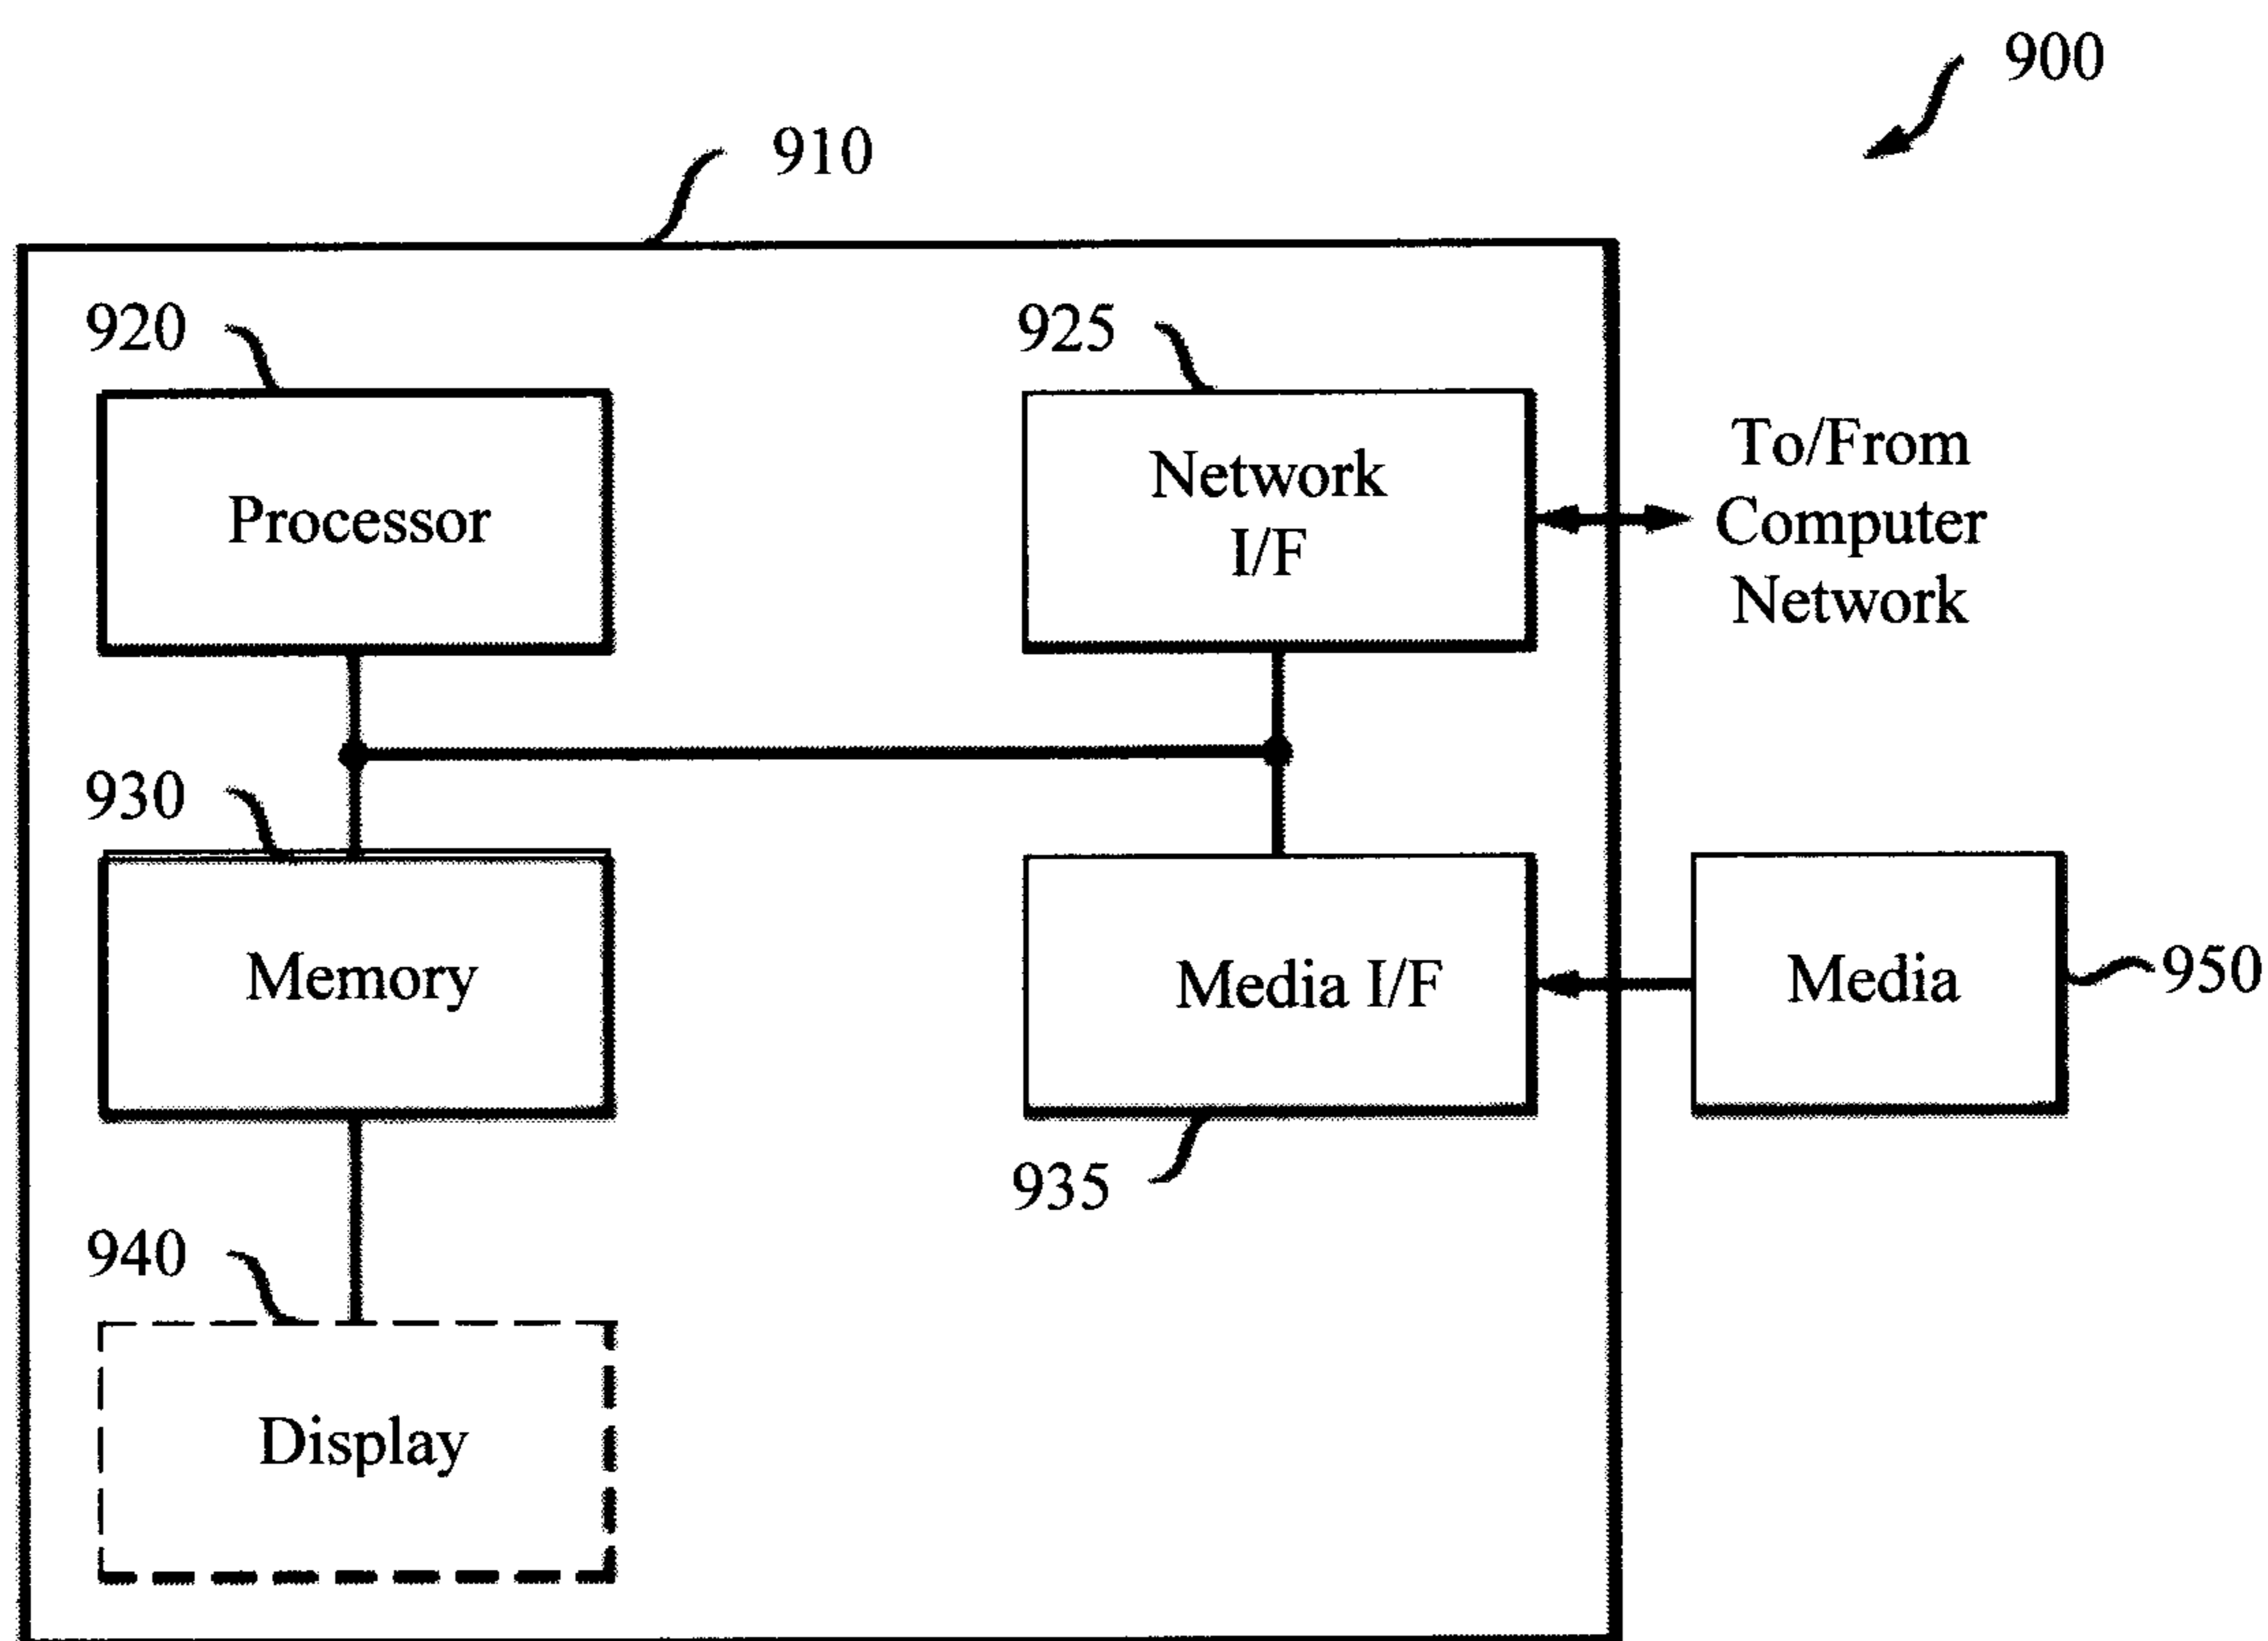 900
910
920
925
Processor
Network
I/F
To/From
Computer
Network
930
Memory
Media I/F
Media
950
935
940
Display